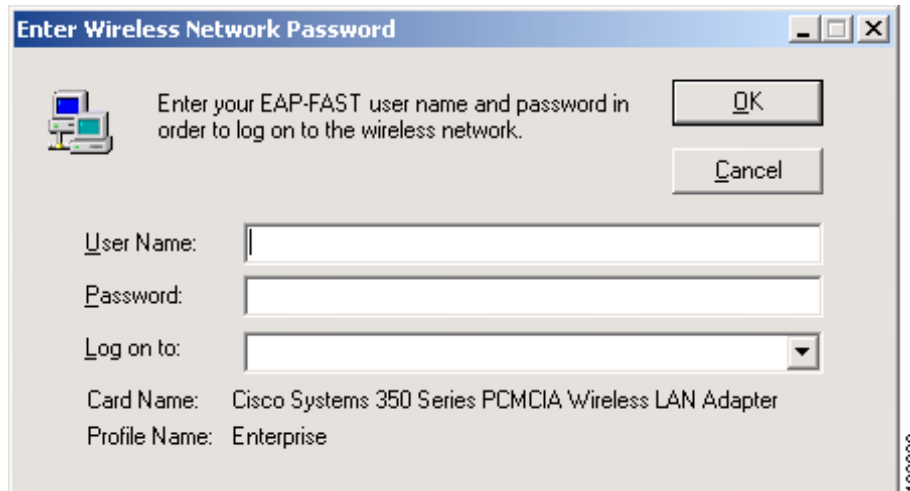 Enter Wireless Network Password
Enter your EAP-FAST user name and password in
order to log on to the wireless network.
OK
Cancel
User Name:
Password:
Log on to:
Card Name: Cisco Systems 350 Series PCMCIA Wireless LAN Adapter
Profile Name: Enterprise